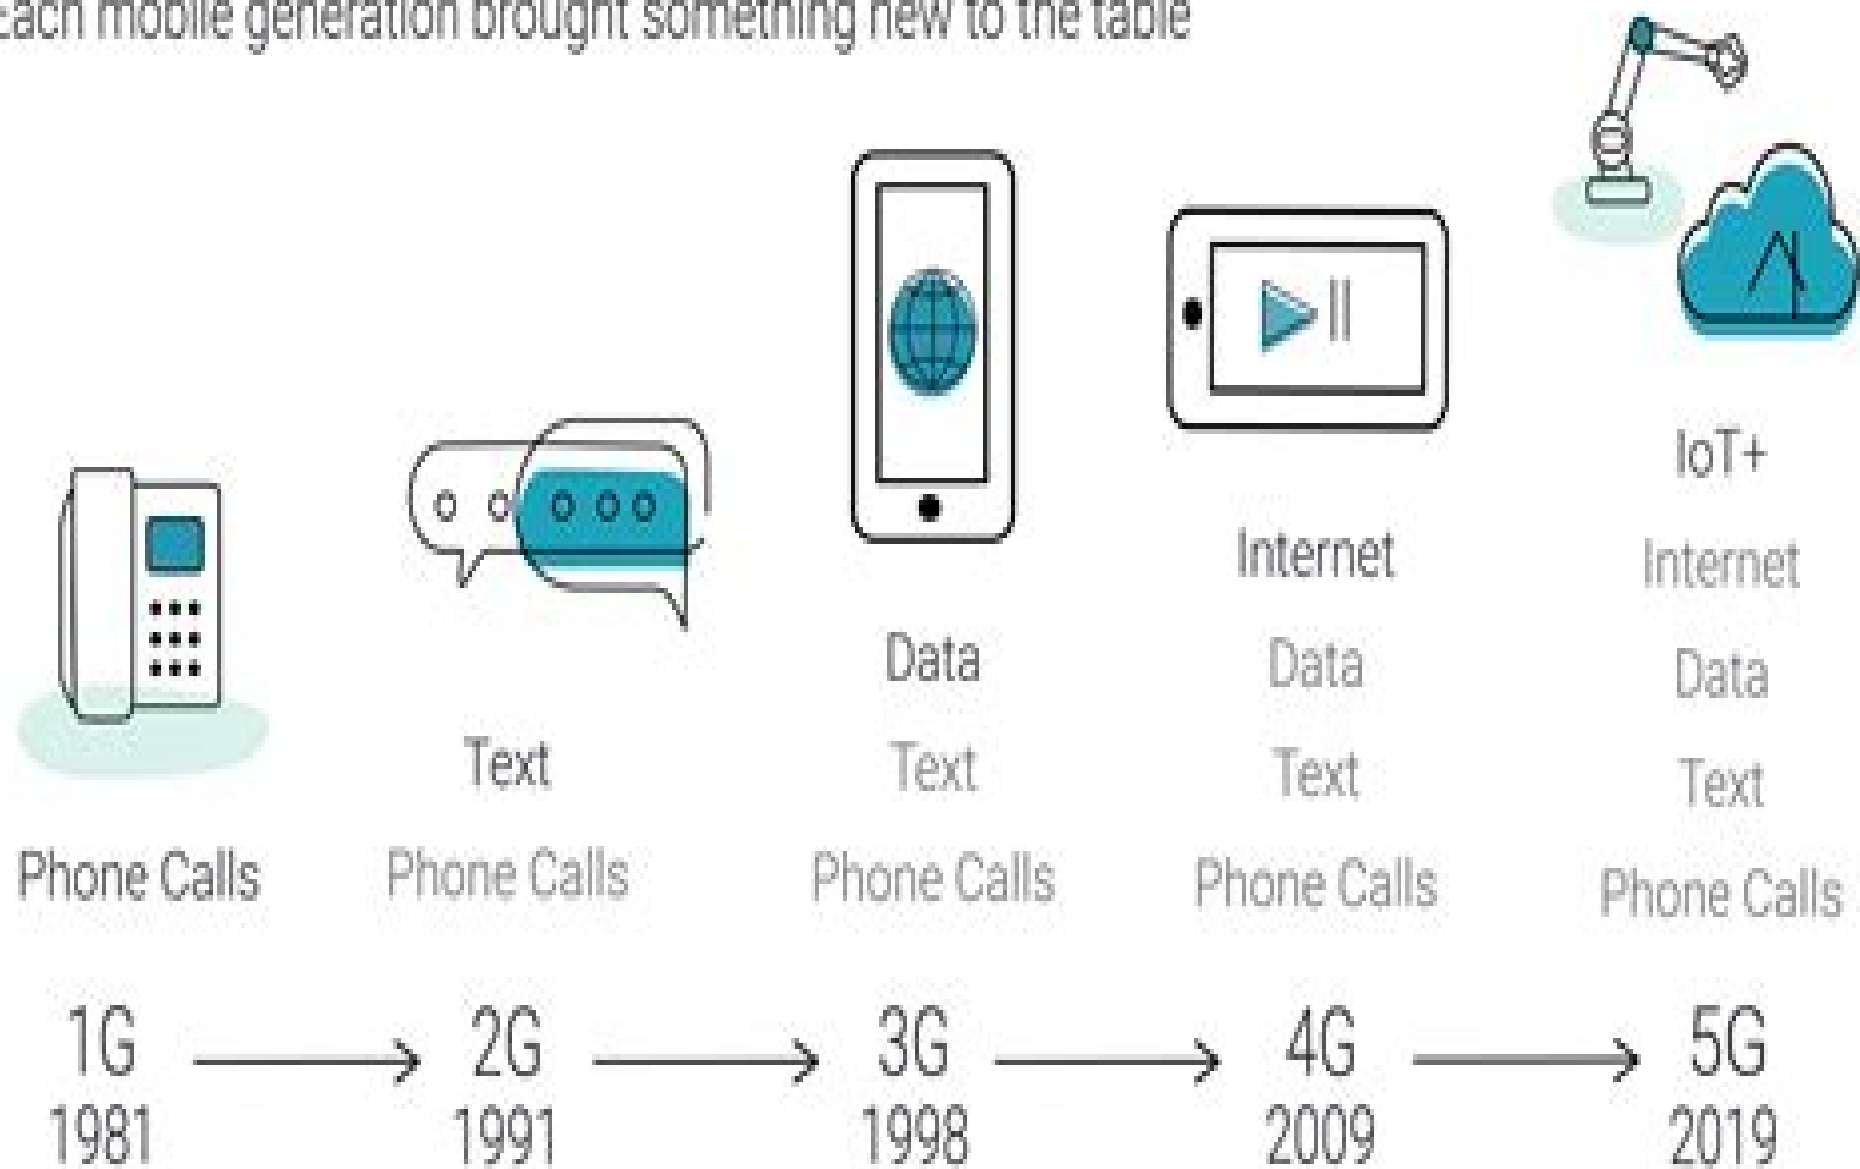 Each mobile generation brought something new to the table
AI
IoT+
Internet
Internet
Data
Data
Data
Text
Text
Text
Text
Phone Calls
Phone Calls
Phone Calls
Phone Calls
Phone Calls
1G
2G
3G
4G
5G
1981
1991
1998
2009
2019